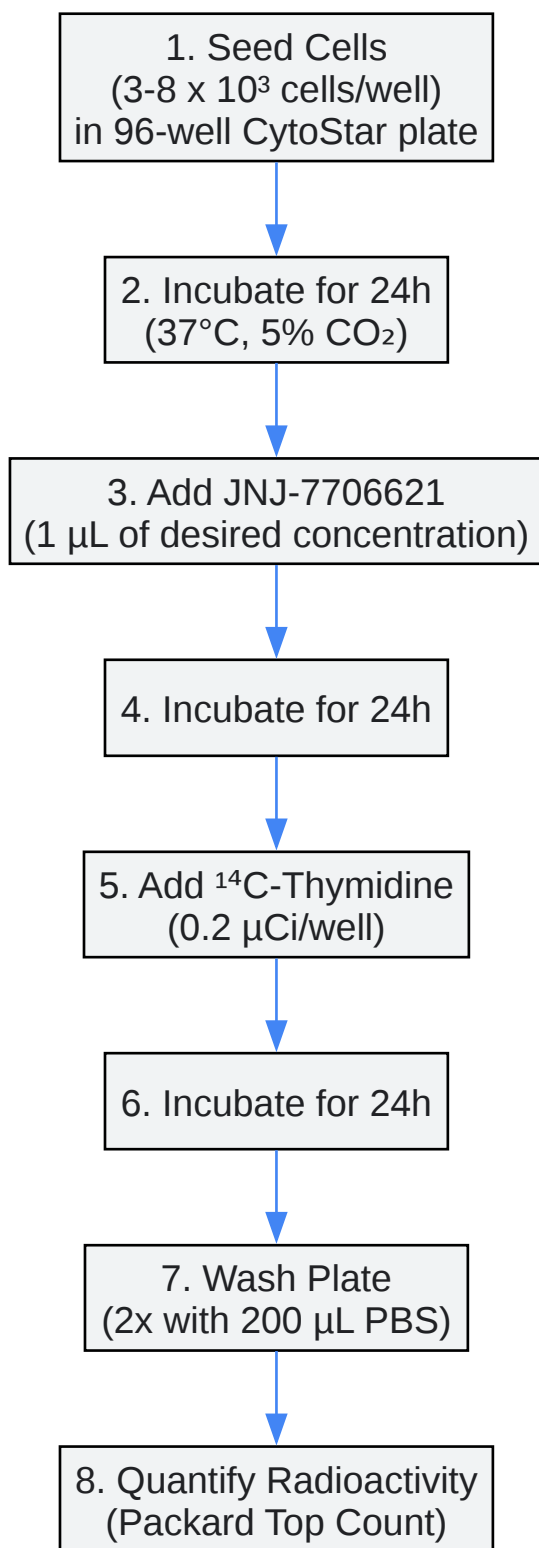 1. Seed Cells
(3-8 x 10³ cells/well)
in 96-well CytoStar plate
2. Incubate for 24h
(37°C, 5% CO₂)
3. Add JNJ-7706621
(1 µL of desired concentration)
4. Incubate for 24h
5. Add ¹⁴C-Thymidine
(0.2 µCi/well)
6. Incubate for 24h
7. Wash Plate
(2x with 200 µL PBS)
8. Quantify Radioactivity
(Packard Top Count)